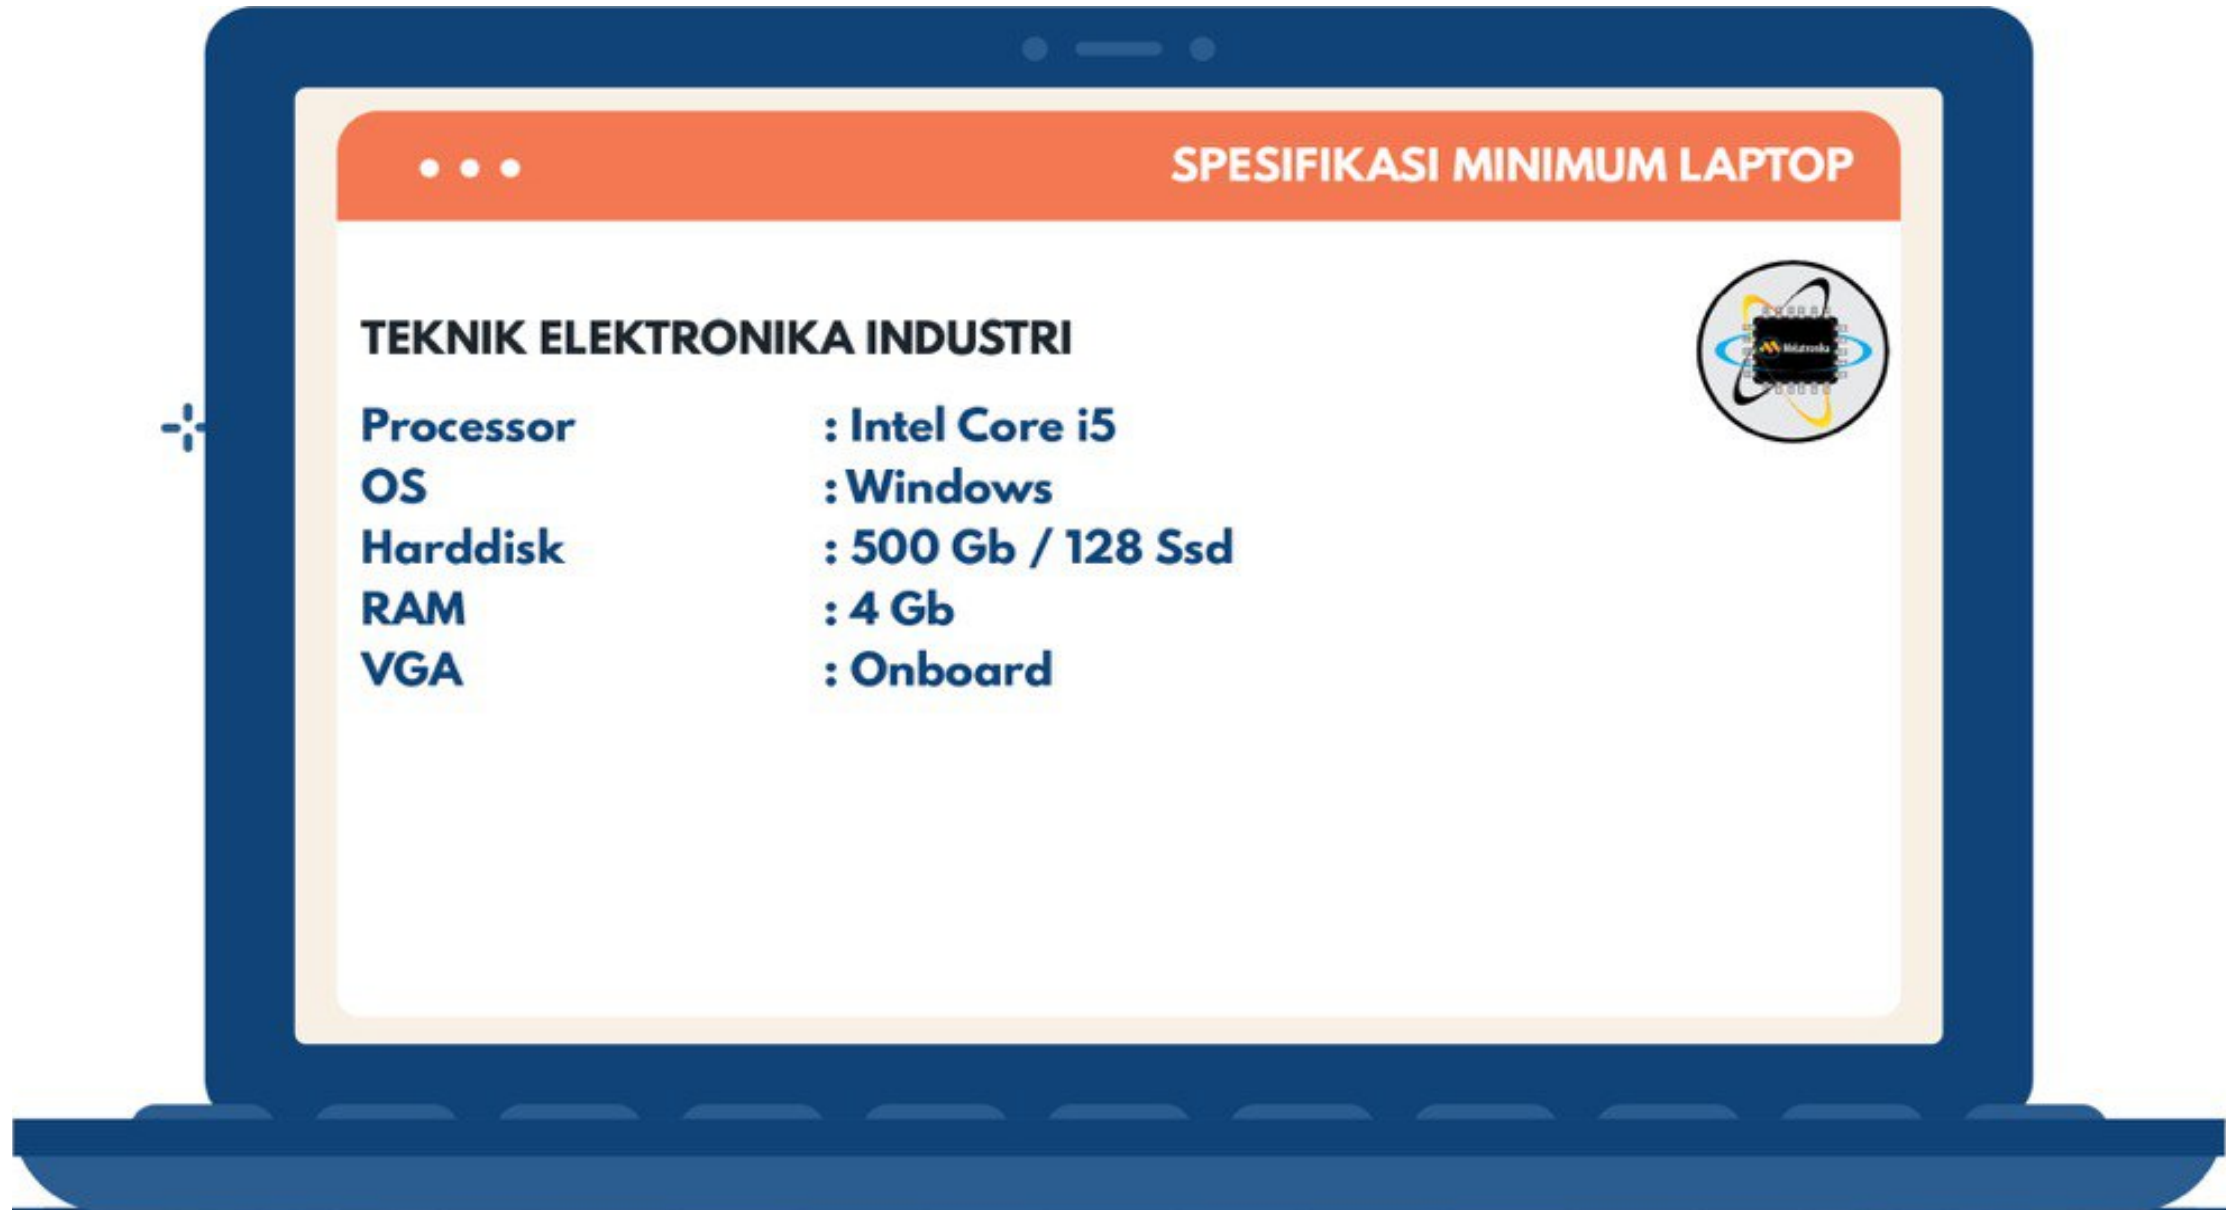 SPESIFIKASI MINIMUM LAPTOP
TEKNIK ELEKTRONIKA INDUSTRI
Processor : Intel Core i5
OS : Windows
Harddisk : 500 Gb / 128 Ssd
RAM : 4 Gb
VGA : Onboard